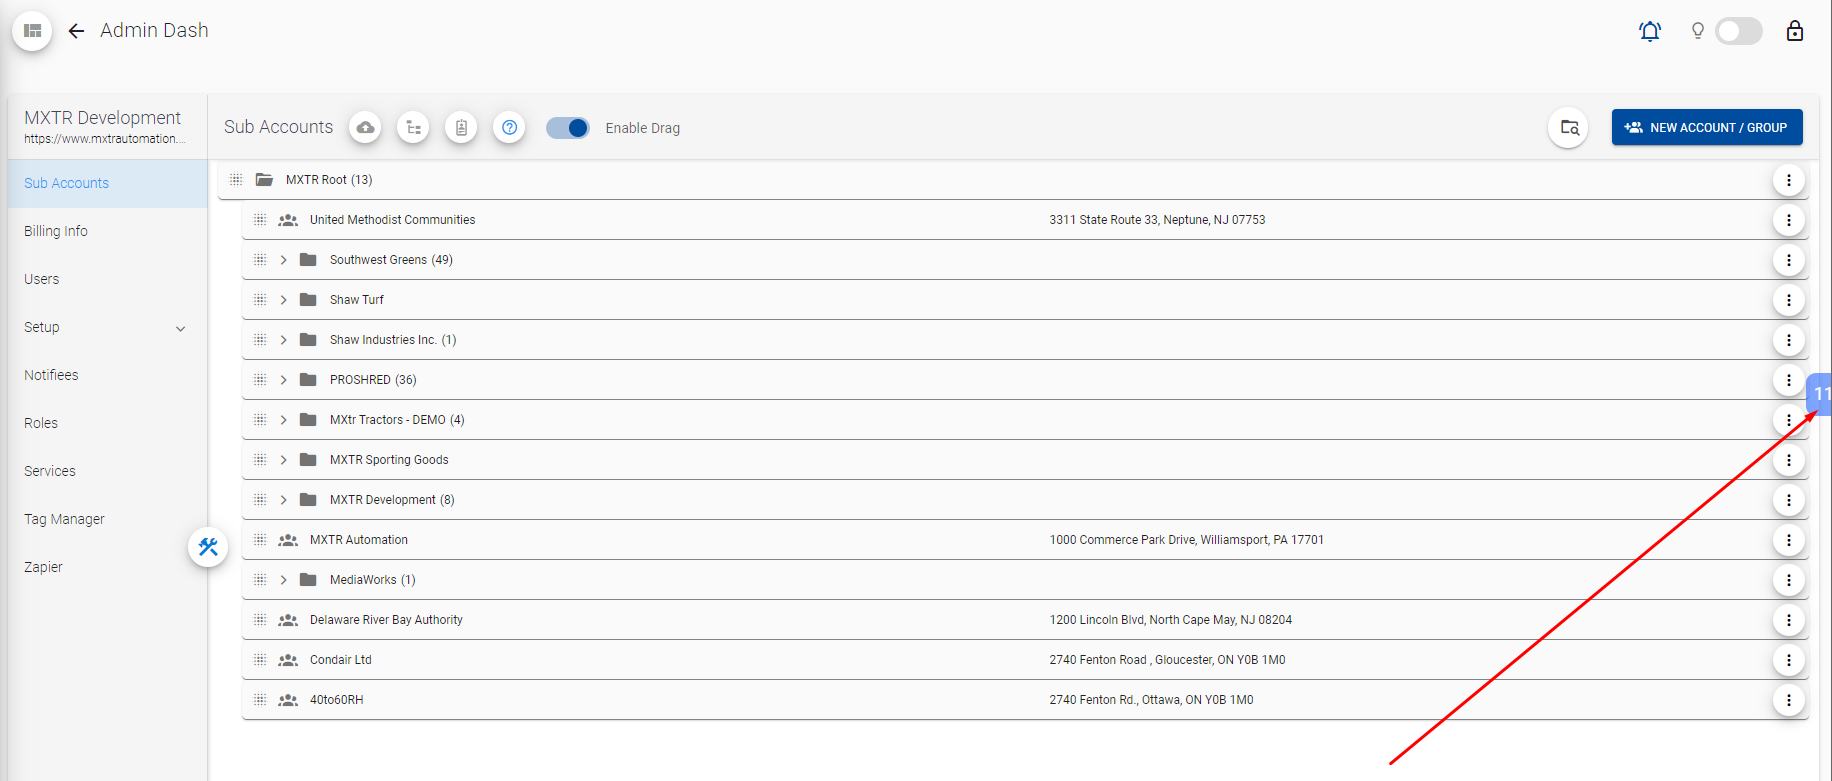 Admin Dash
MXTR Development
https://www.mxtrautomation....
Sub Accounts
Billing Info
Users
Setup
Notifiees
Roles
Services
Tag Manager
Zapier
Sub Accounts
Enable Drag
NEW ACCOUNT / GROUP
MXTR Root (13)
United Methodist Communities 3311 State Route 33, Neptune, NJ 07753
Southwest Greens (49)
Shaw Turf
Shaw Industries Inc. (1)
PROSHRED (36)
11
MXtr Tractors - DEMO (4)
MXTR Sporting Goods
MXTR Development (8)
MXTR Automation 1000 Commerce Park Drive, Williamsport, PA 17701
MediaWorks (1)
Delaware River Bay Authority 1200 Lincoln Blvd, North Cape May, NJ 08204
Condair Ltd 2740 Fenton Road , Gloucester, ON Y0B 1M0
40to60RH 2740 Fenton Rd., Ottawa, ON Y0B 1M0